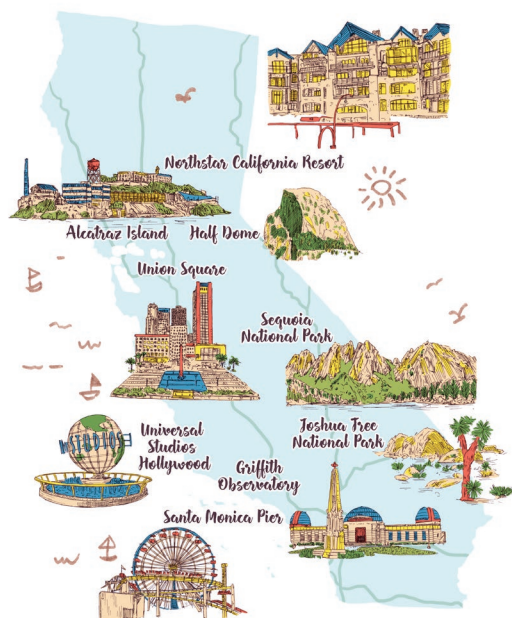 Northstar California Resort
Alcatraz Island
Half Dome
Union Square
Sequoia
National Park
Universal
Studios
Hollywood
STUDIOS
Joshua Tree
National Park
Griffith
Observatory
Santa Monica Pier